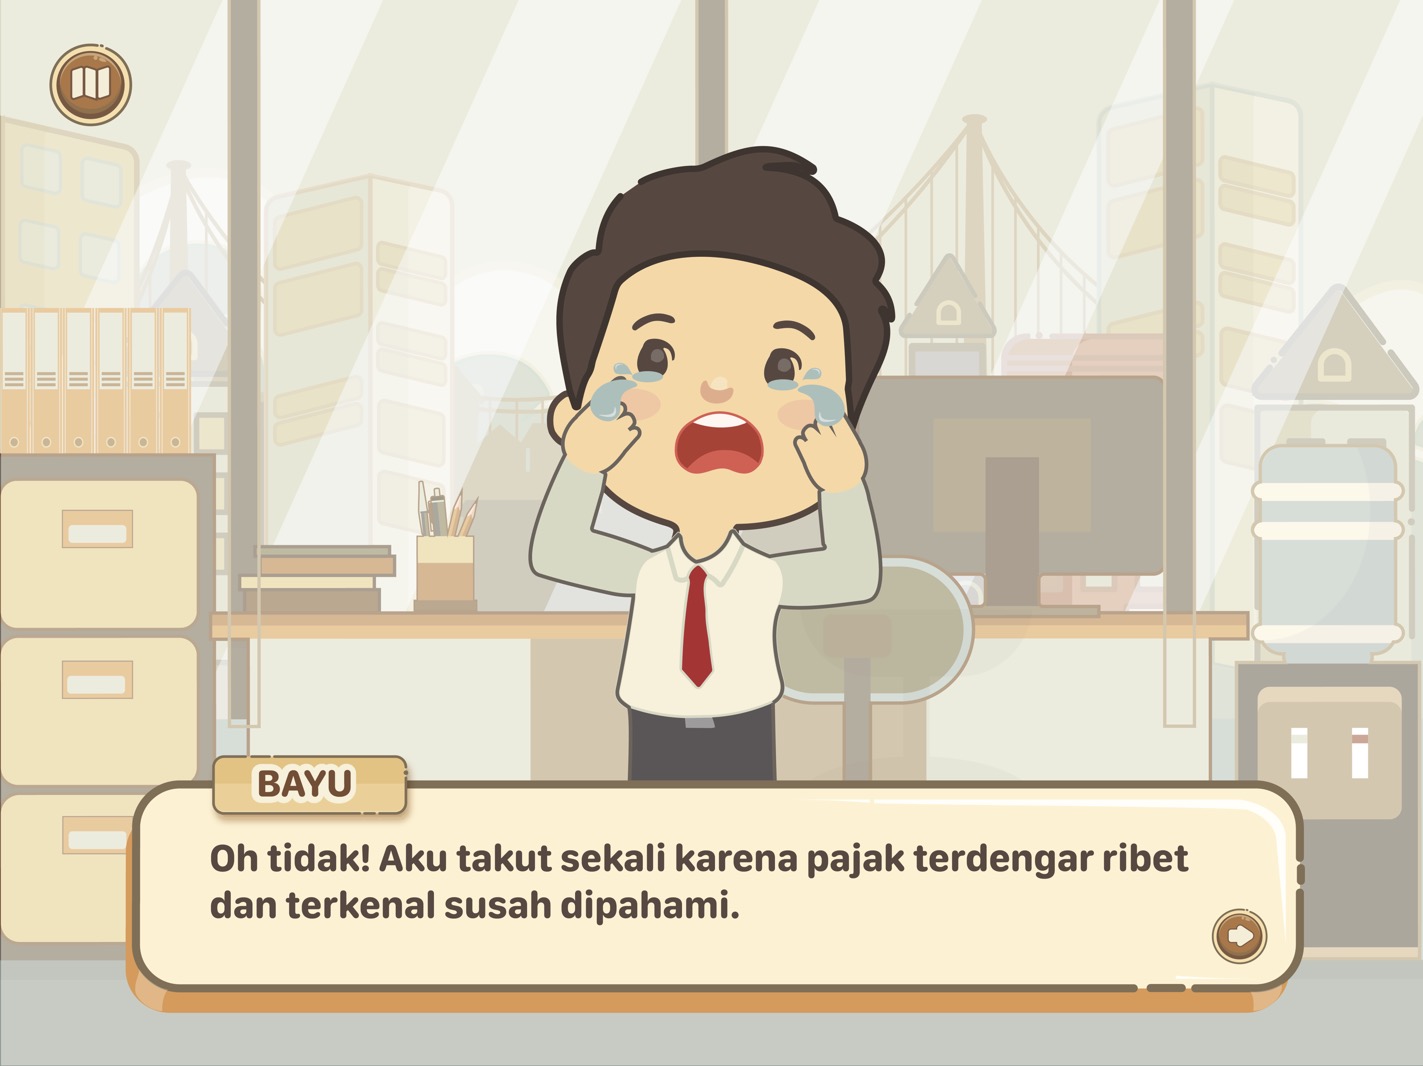 BAYU
Oh tidak! Aku takut sekali karena pajak terdengar ribet
dan terkenal susah dipahami.